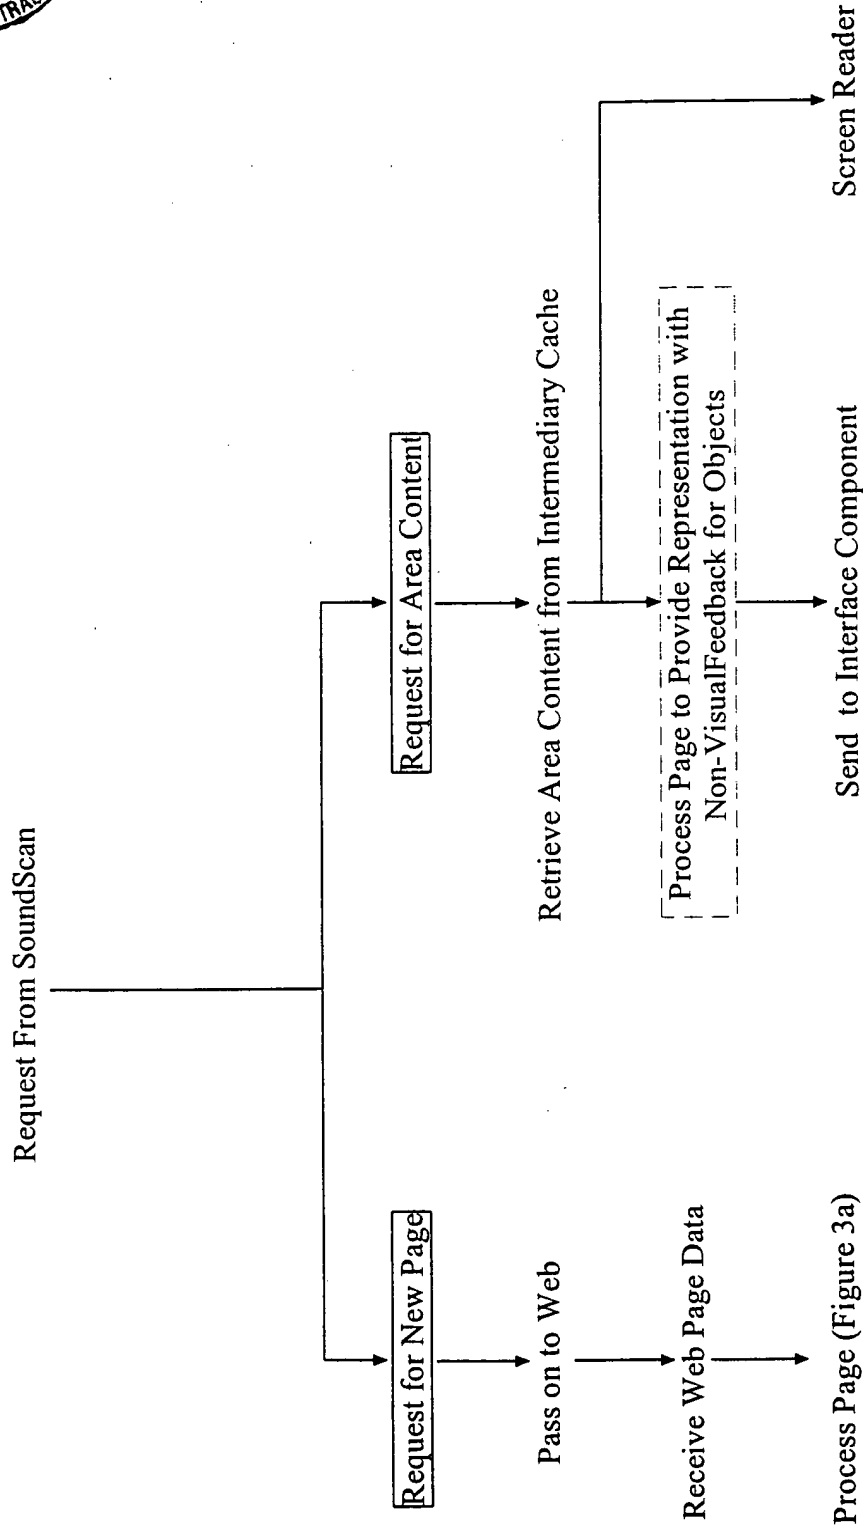 Request From SoundScan
Request for New Page
Pass on to Web
Receive Web Page Data
Process Page (Figure 3a)
Request for Area Content
Retrieve Area Content from Intermediary Cache
Process Page to Provide Representation with
Non-VisualFeedback for Objects
Send to Interface Component
Screen Reader